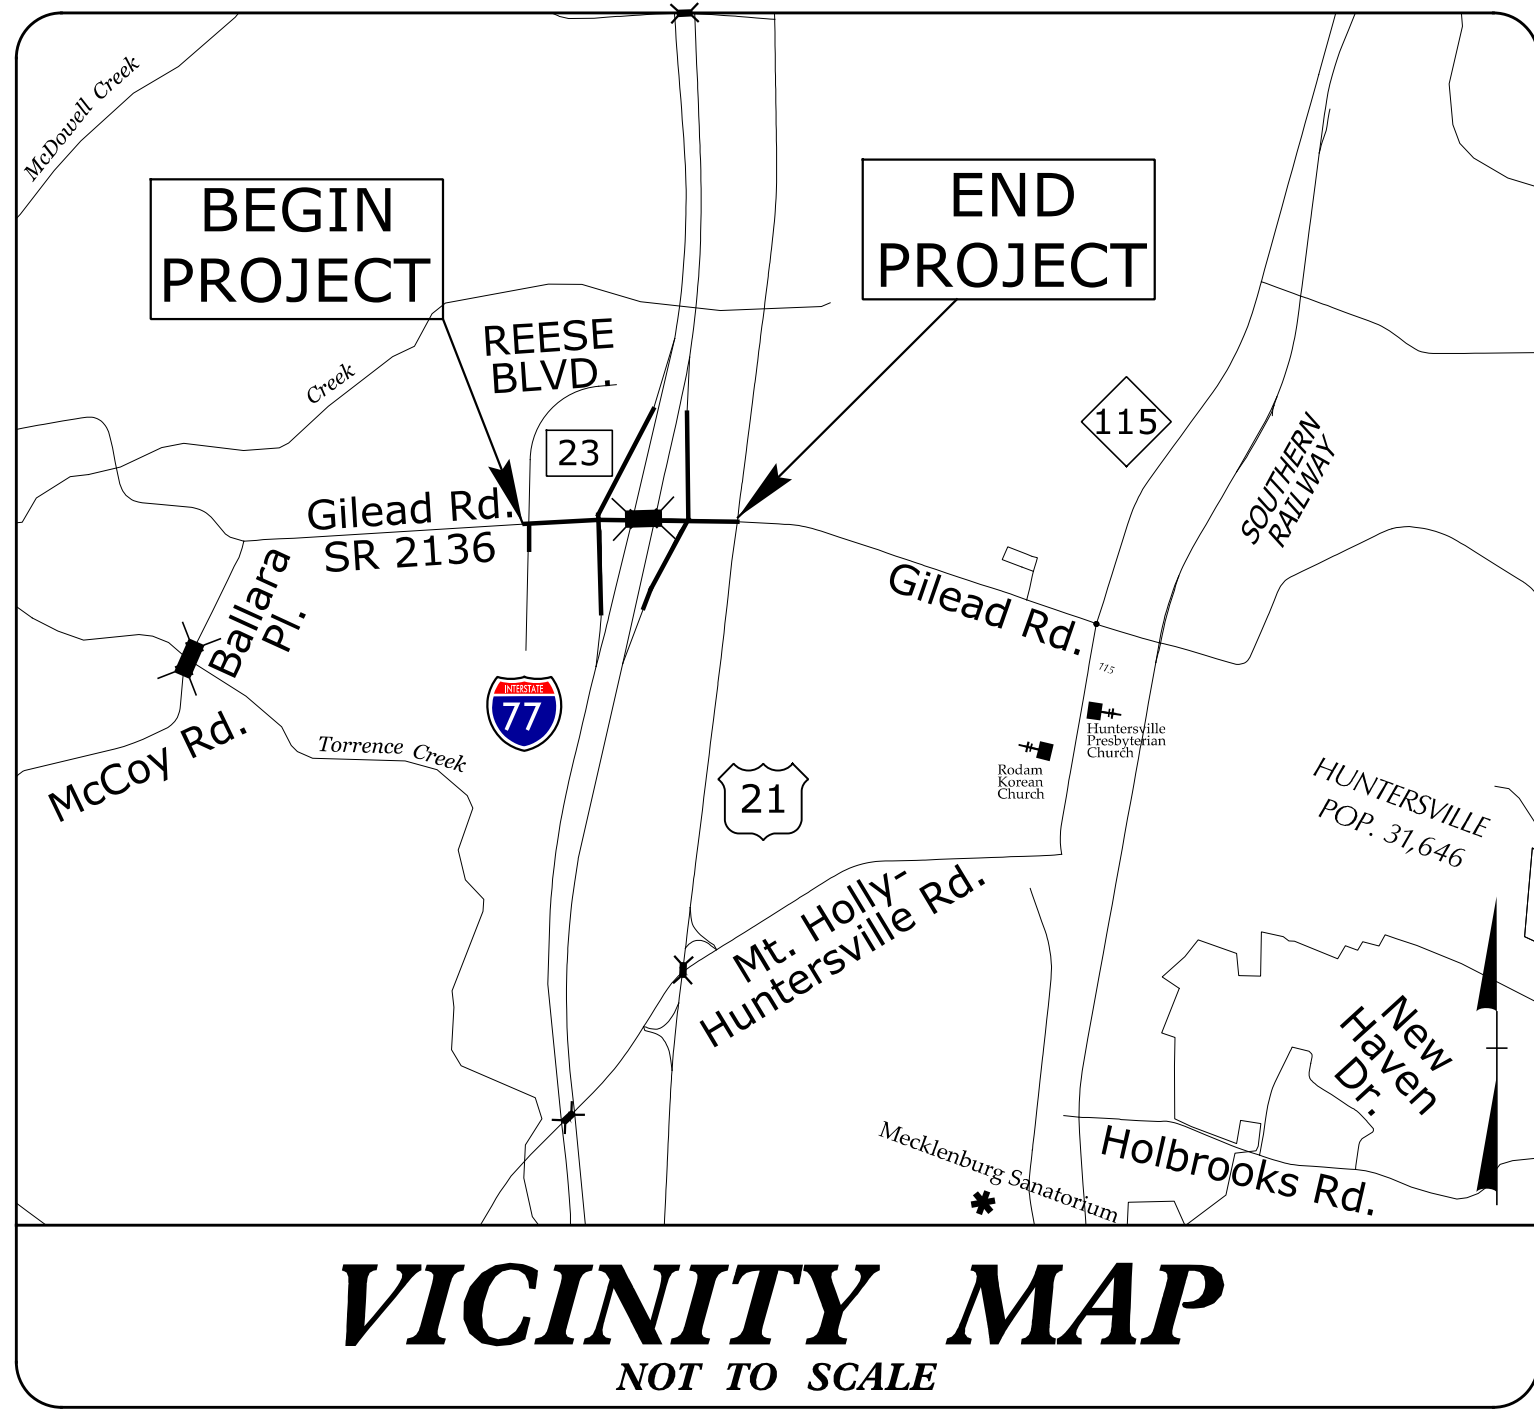 McDowell Creek
BEGIN
PROJECT
END
PROJECT
REESE
BLVD.
Creek
23
115
SOUTHERN
RAILWAY
Gilead Rd.
SR 2136
Ballara
Pl.
Gilead Rd.
115
INTERSTATE
77
McCoy Rd.
Torrence Creek
Huntersville
Presbyterian
Church
Rodam
Korean
Church
21
HUNTERSVILLE
POP. 31,646
Mt. Holly-
Huntersville Rd.
New
Haven
Dr.
Mecklenburg Sanatorium
Holbrooks Rd.
VICINITY MAP
NOT TO SCALE